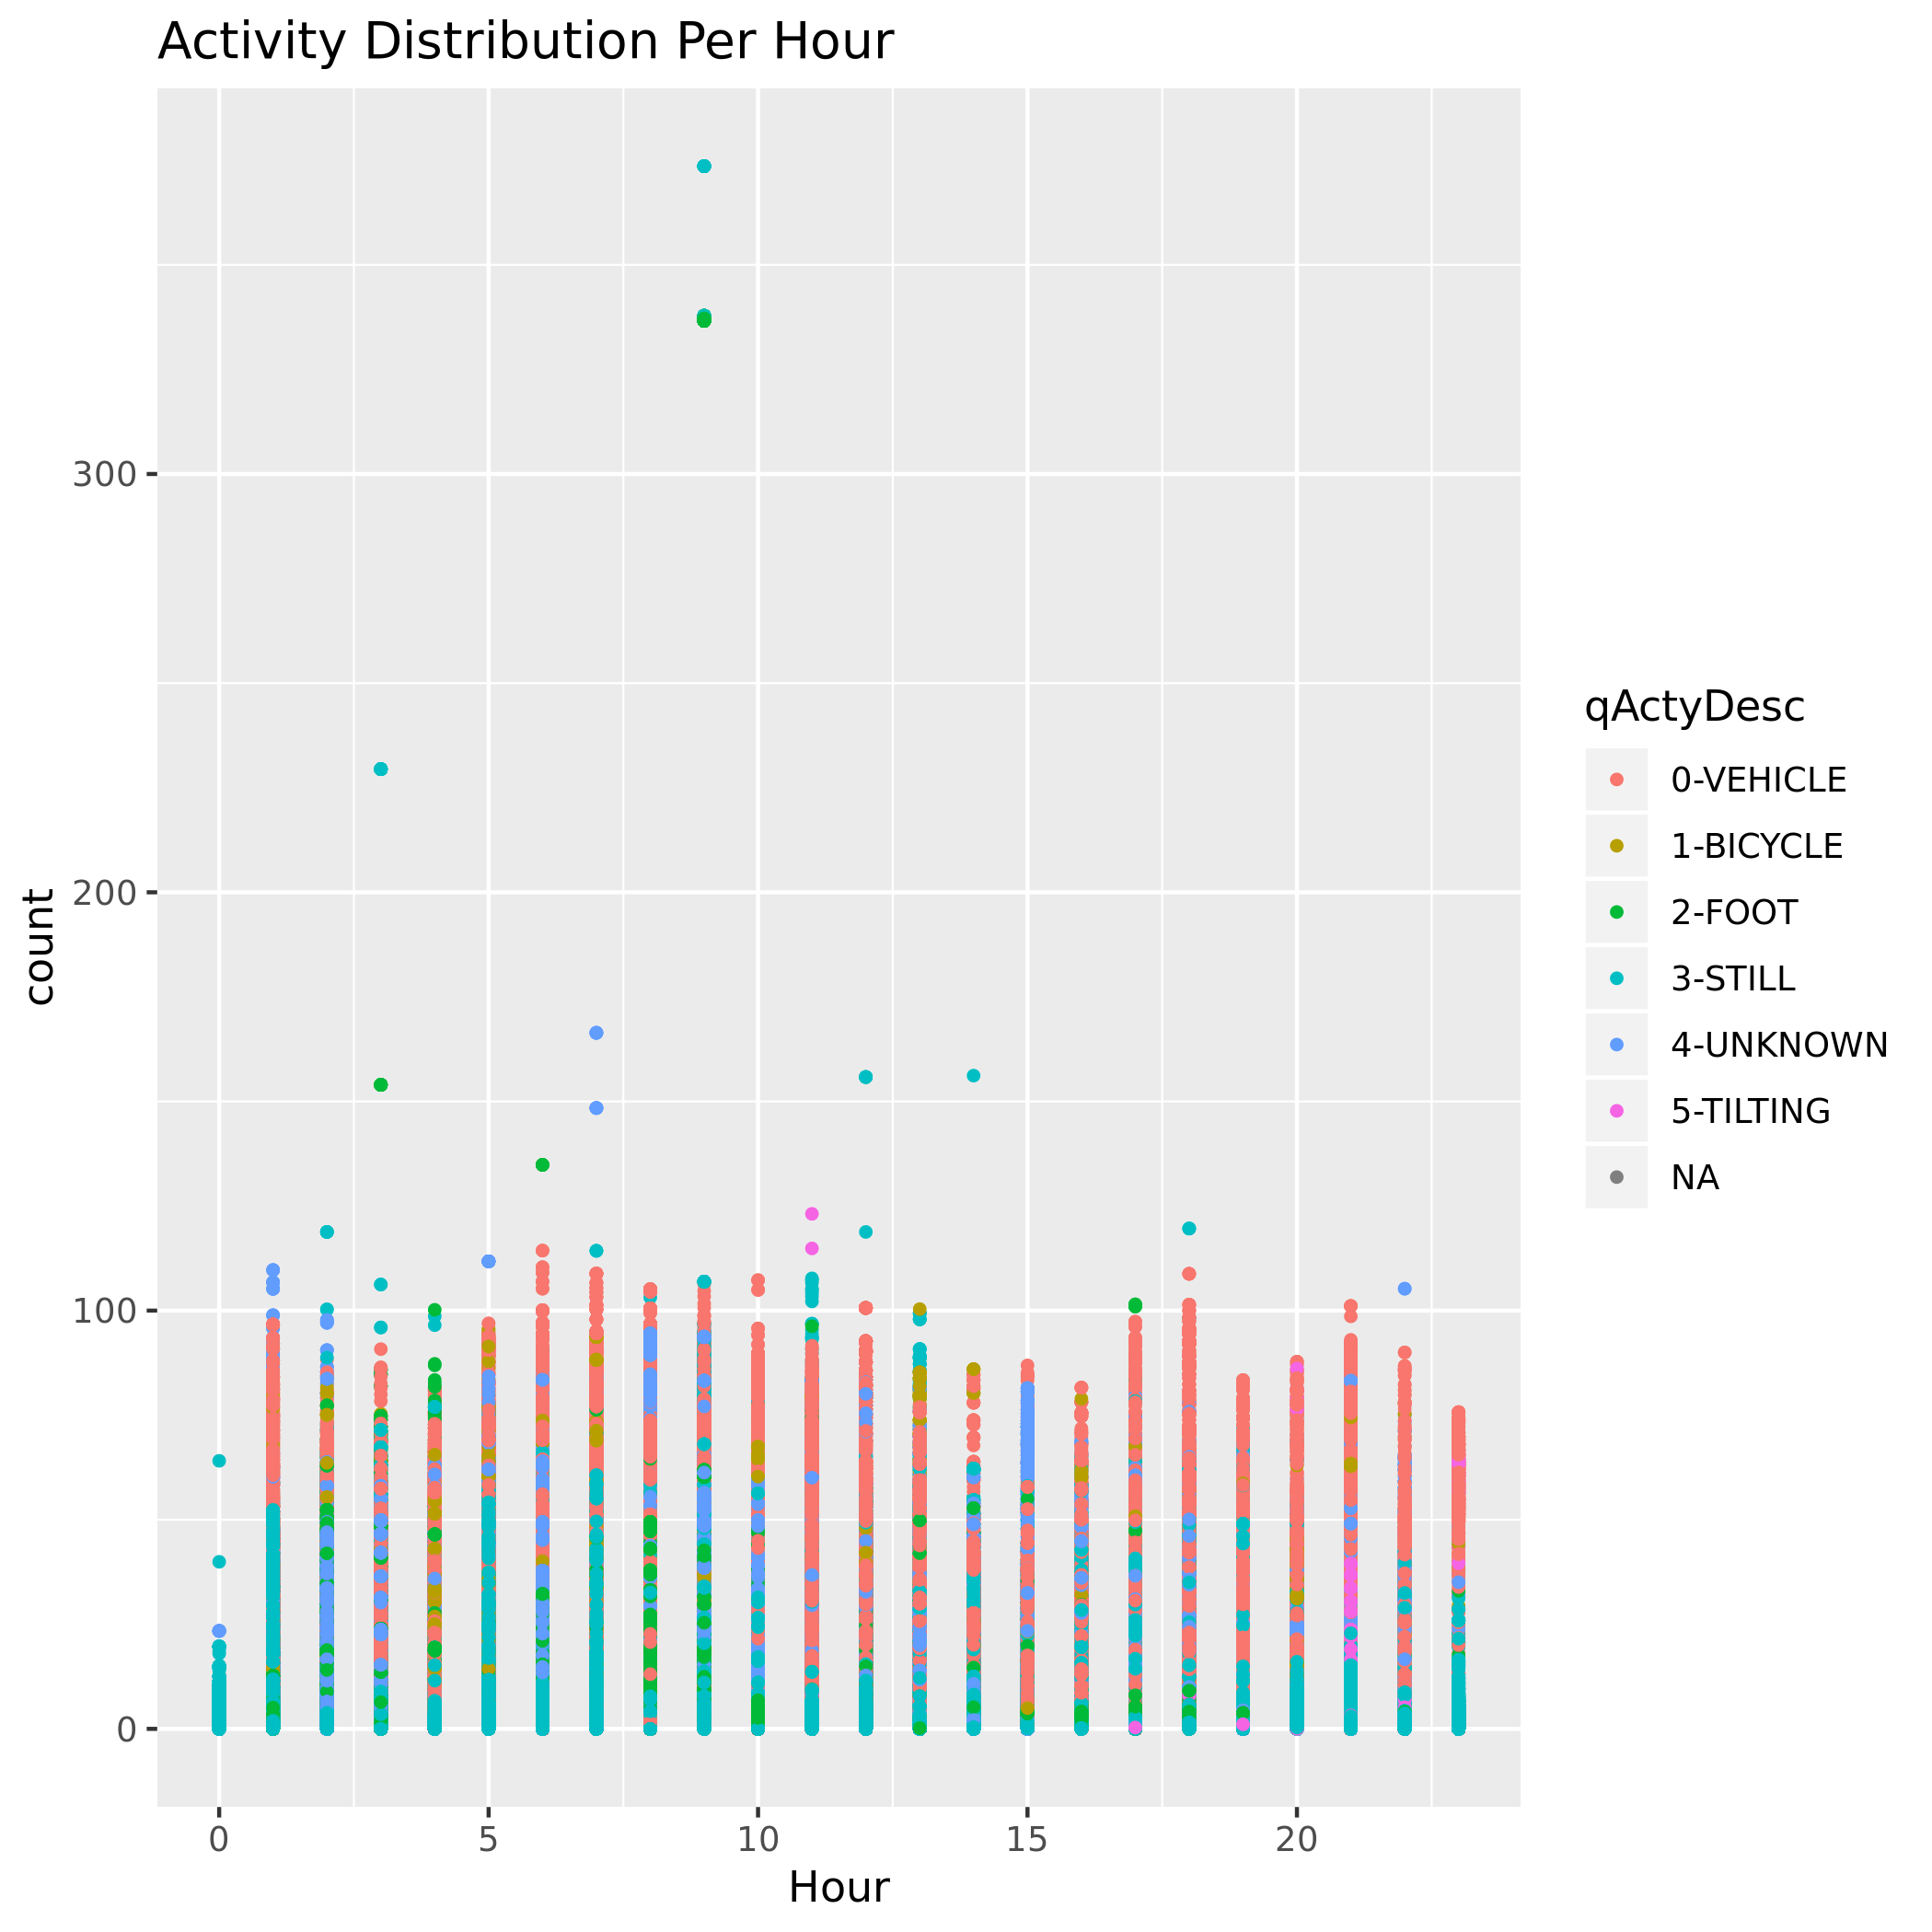 Activity Distribution Per Hour
300
200
100
0
count
0 5 10 15 20
Hour
qActyDesc
0-VEHICLE
1-BICYCLE
2-FOOT
3-STILL
4-UNKNOWN
5-TILTING
NA